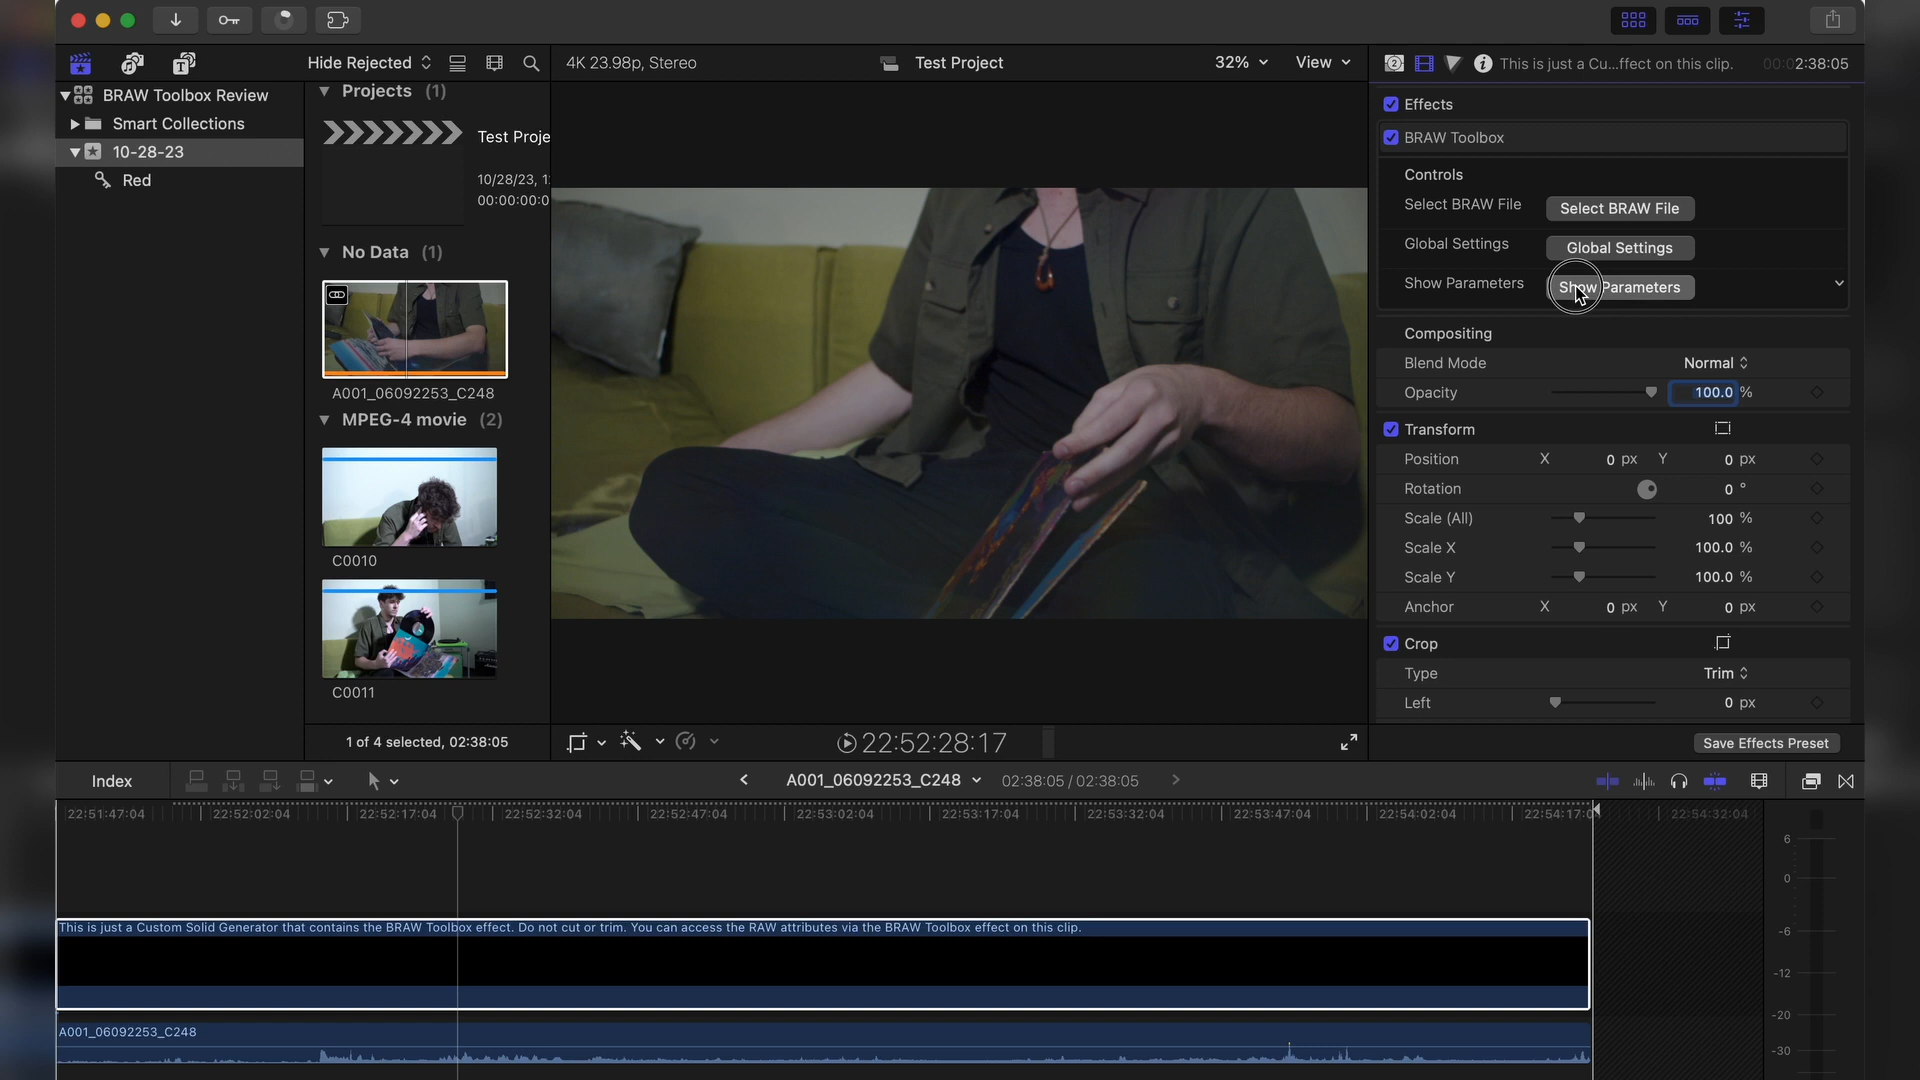 Hide Rejected
4K 23.98p, Stereo
Test Project
32%
View
This is just a Cu...ffect on this clip.
00:02:38:05
BRAW Toolbox Review
Smart Collections
10-28-23
Red
Projects (1)
Test Proje
10/28/23, 1
00:00:00:0
No Data (1)
A001_06092253_C248
MPEG-4 movie (2)
C0010
C0011
1 of 4 selected, 02:38:05
22:52:28:17
Effects
BRAW Toolbox
Controls
Select BRAW File
Select BRAW File
Global Settings
Global Settings
Show Parameters
Show Parameters
Compositing
Blend Mode
Normal
Opacity
100.0 %
Transform
Position X 0 px Y 0 px
Rotation 0 °
Scale (All) 100 %
Scale X 100.0 %
Scale Y 100.0 %
Anchor X 0 px Y 0 px
Crop
Type
Trim
Left 0 px
Save Effects Preset
Index
A001_06092253_C248
02:38:05 / 02:38:05
22:51:47:04 22:52:02:04 22:52:17:04 22:52:32:04 22:52:47:04 22:53:02:04 22:53:17:04 22:53:32:04 22:53:47:04 22:54:02:04 22:54:17:0 22:54:32:04
This is just a Custom Solid Generator that contains the BRAW Toolbox effect. Do not cut or trim. You can access the RAW attributes via the BRAW Toolbox effect on this clip.
A001_06092253_C248
6
0
-6
-12
-20
-30